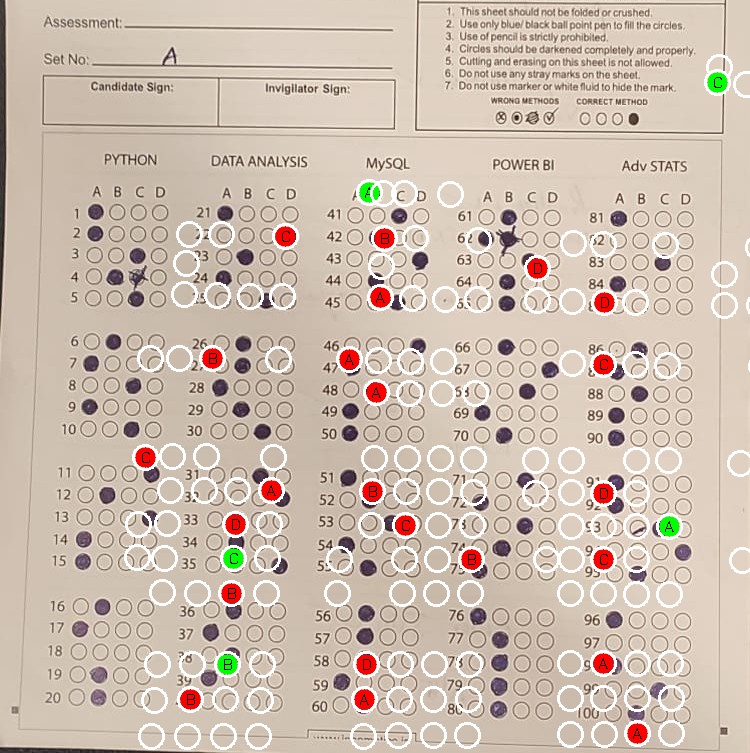 Assessment:
Set No: A
Candidate Sign:
Invigilator Sign:
1. This sheet should not be folded or crushed.
2. Use only blue/ black ball point pen to fill the circles.
3. Use of pencil is strictly prohibited.
4. Circles should be darkened completely and properly.
5. Cutting and erasing on this sheet is not allowed.
6. Do not use any stray marks on the sheet.
7. Do not use marker or white fluid to hide the mark.
WRONG METHODS CORRECT METHOD
C
PYTHON DATA ANALYSIS MySQL POWER BI Adv STATS
A B C D A B C D A C D A B C D A B C D
1 21 41 61 81
2 22 C 42 B 62 82
3 23 43 63 D 83
4 24 44 64 84
5 25 45 A 65 D
6 26 46 66 86
7 B 47 A 67 C
8 28 48 A 68 88
9 29 49 69 89
10 30 50 70 90
C
11 31 51 71 91
12 32 A 52 B 72 92 D
13 33 D 53 C 73 93 A
14 34 54 74 C
15 35 C 55 75 B 95
B
16 36 56 76 96
17 37 57 77 97
18 38 B 58 D 78 A
19 39 59 79 99
20 B 60 A 80 100
A